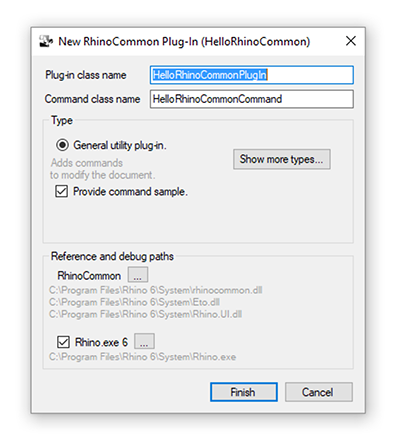 New RhinoCommon Plug-In (HelloRhinoCommon)
Plug-in class name HelloRhinoCommonPlugIn
Command class name HelloRhinoCommonCommand
Type
General utility plug-in.
Adds commands
to modify the document.
Show more types...
Provide command sample.
Reference and debug paths
RhinoCommon ...
C:\Program Files\Rhino 6\System\rhinocommon.dll
C:\Program Files\Rhino 6\System\Eto.dll
C:\Program Files\Rhino 6\System\Rhino.UI.dll
Rhino.exe 6 ...
C:\Program Files\Rhino 6\System\Rhino.exe
Finish Cancel